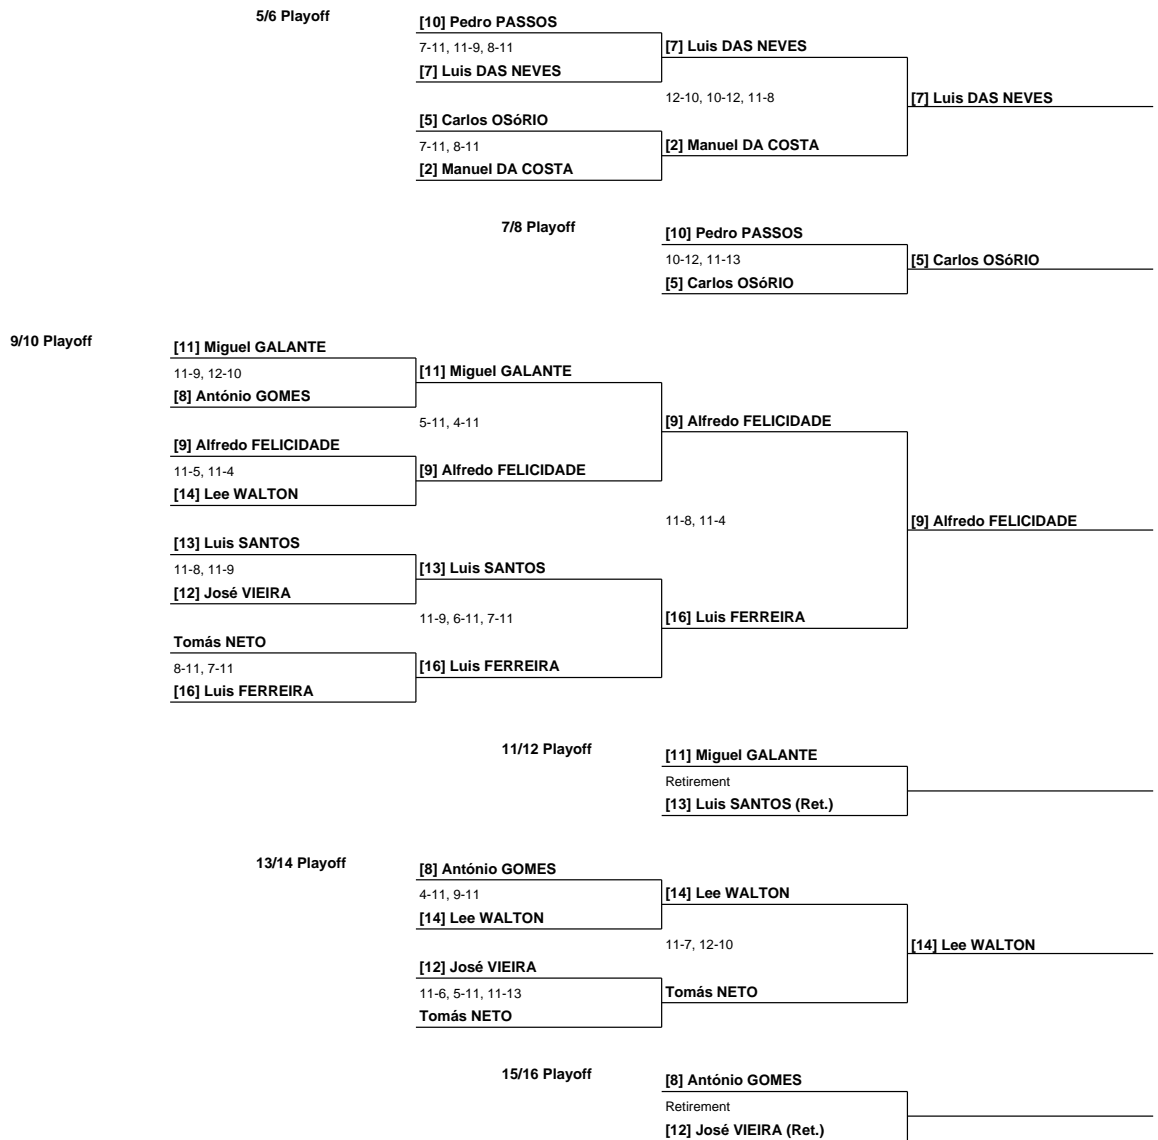 5/6 Playoff
[10] Pedro PASSOS
7-11, 11-9, 8-11
[7] Luis DAS NEVES
[7] Luis DAS NEVES
12-10, 10-12, 11-8
[7] Luis DAS NEVES
[5] Carlos OSóRIO
7-11, 8-11
[2] Manuel DA COSTA
[2] Manuel DA COSTA
7/8 Playoff
[10] Pedro PASSOS
10-12, 11-13
[5] Carlos OSóRIO
[5] Carlos OSóRIO
9/10 Playoff
[11] Miguel GALANTE
11-9, 12-10
[11] Miguel GALANTE
[8] António GOMES
5-11, 4-11
[9] Alfredo FELICIDADE
[9] Alfredo FELICIDADE
11-5, 11-4
[9] Alfredo FELICIDADE
[14] Lee WALTON
11-8, 11-4
[9] Alfredo FELICIDADE
[13] Luis SANTOS
11-8, 11-9
[13] Luis SANTOS
[12] José VIEIRA
11-9, 6-11, 7-11
[16] Luis FERREIRA
Tomás NETO
8-11, 7-11
[16] Luis FERREIRA
[16] Luis FERREIRA
11/12 Playoff
[11] Miguel GALANTE
Retirement
[13] Luis SANTOS (Ret.)
13/14 Playoff
[8] António GOMES
4-11, 9-11
[14] Lee WALTON
[14] Lee WALTON
11-7, 12-10
[14] Lee WALTON
[12] José VIEIRA
11-6, 5-11, 11-13
Tomás NETO
Tomás NETO
15/16 Playoff
[8] António GOMES
Retirement
[12] José VIEIRA (Ret.)